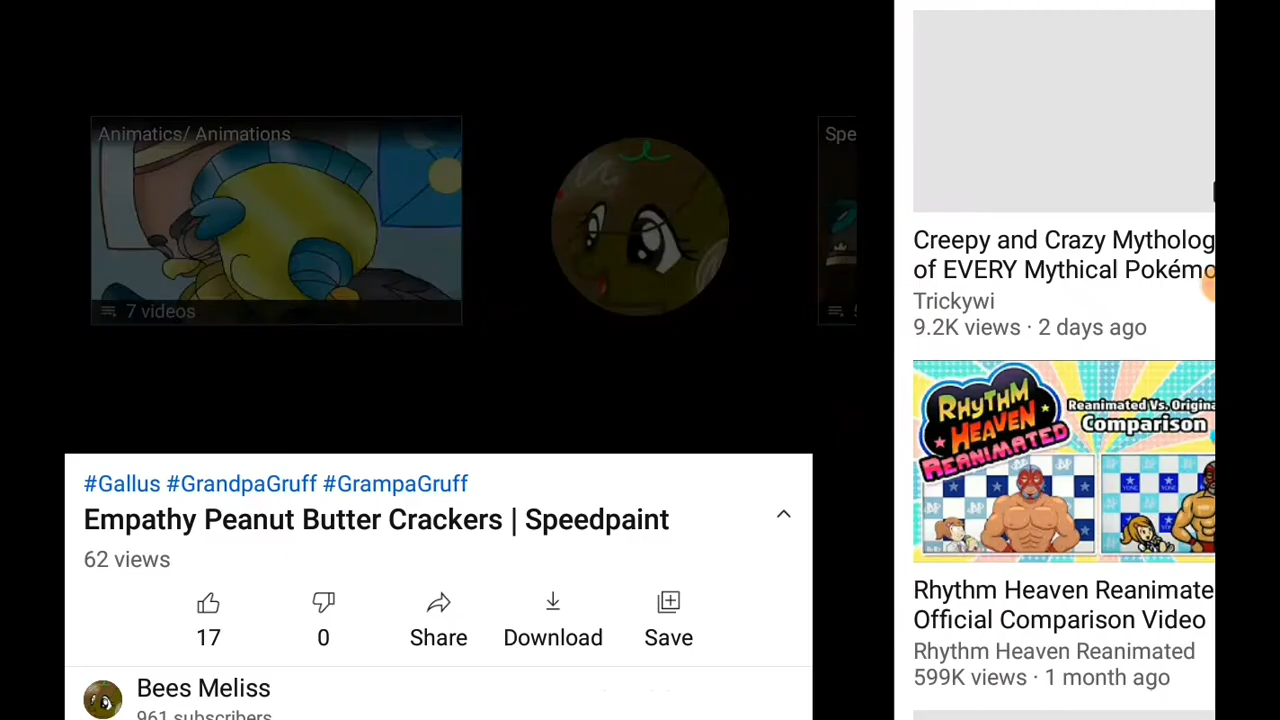 Animatics/ Animations
7 videos
Spe
#Gallus #GrandpaGruff #GrampaGruff
Empathy Peanut Butter Crackers | Speedpaint
62 views
17
0
Share
Download
Save
Bees Meliss
961 subscribers
Creepy and Crazy Mytholog
of EVERY Mythical Pokémo
Trickywi
9.2K views · 2 days ago
RHYTHM
HEAVEN
REANIMATED
Reanimated Vs. Origina
Comparison
Rhythm Heaven Reanimate
Official Comparison Video
Rhythm Heaven Reanimated
599K views · 1 month ago